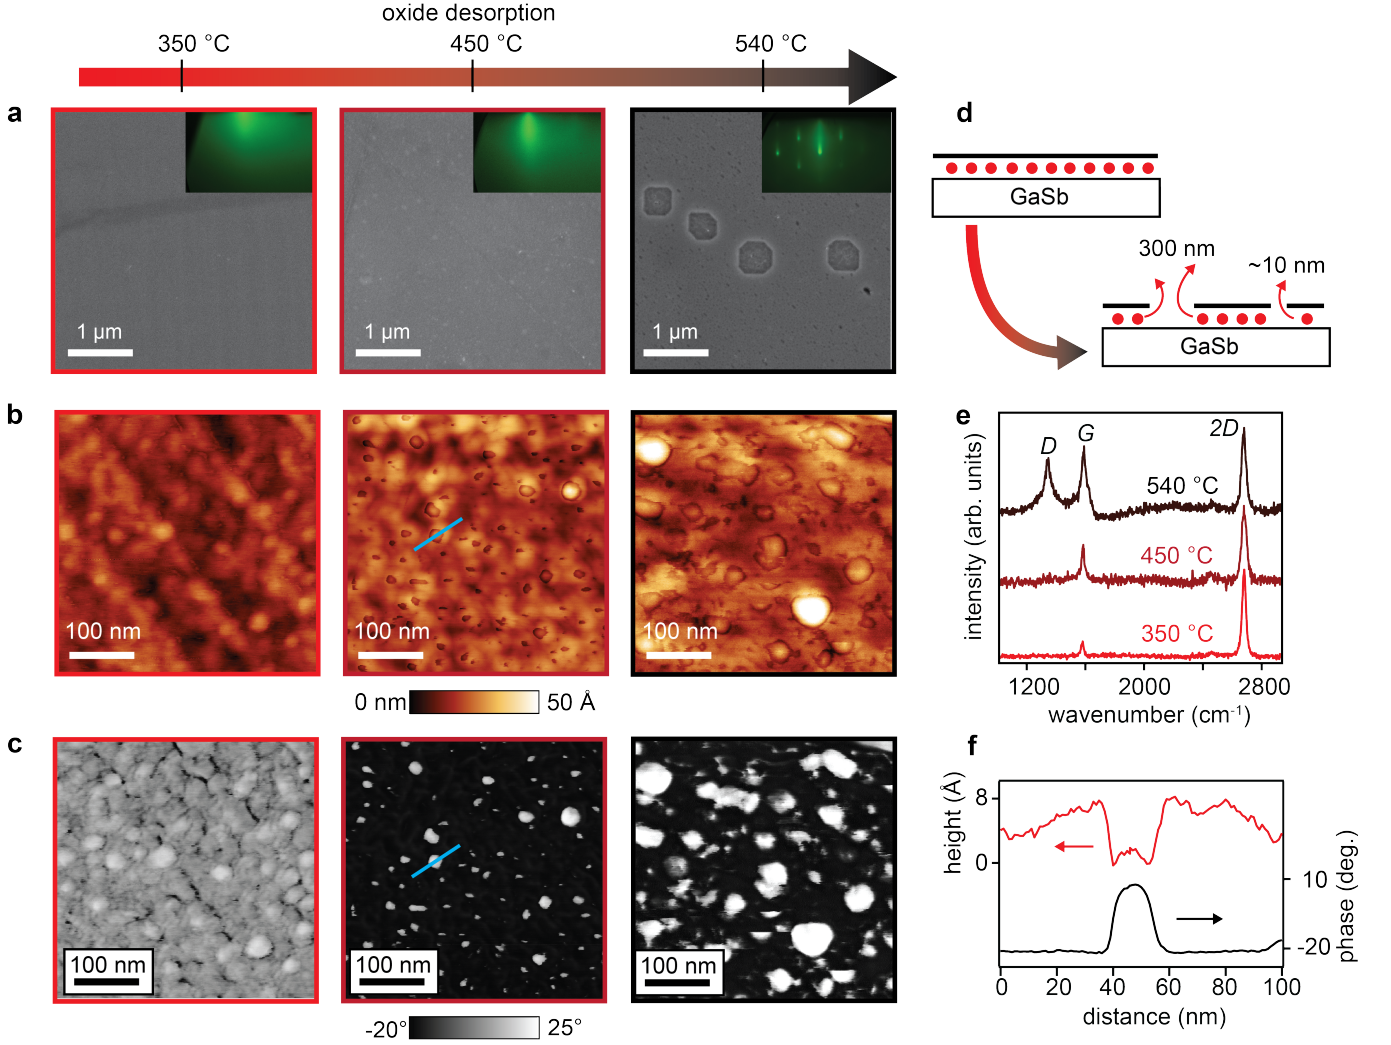 oxide desorption
350 °C
450 °C
540 °C
a
1 µm
1 µm
1 µm
b
100 nm
100 nm
100 nm
0 nm
50 Å
c
100 nm
100 nm
100 nm
-20°
25°
d
GaSb
300 nm
~10 nm
GaSb
e
D
G
2D
540 °C
450 °C
350 °C
intensity (arb. units)
1200
2000
2800
wavenumber (cm-1)
f
8
0
height (Å)
10
-20
phase (deg.)
0
20
40
60
80
100
distance (nm)